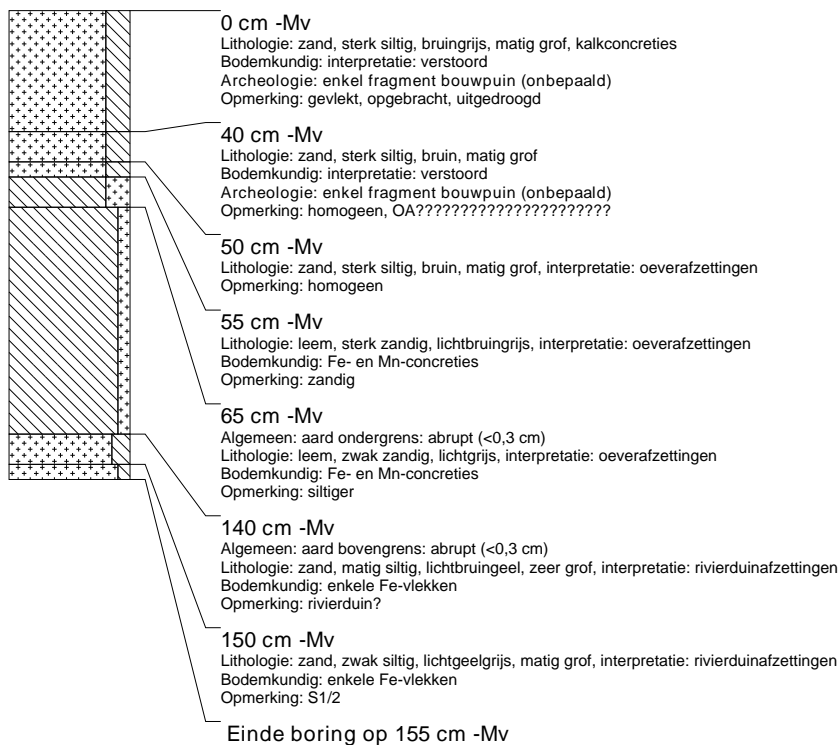 0 cm -Mv
Lithologie: zand, sterk siltig, bruingrijs, matig grof, kalkconcreties
Bodemkundig: interpretatie: verstoord
Archeologie: enkel fragment bouwpuin (onbepaald)
Opmerking: gevlekt, opgebracht, uitgedroogd
40 cm -Mv
Lithologie: zand, sterk siltig, bruin, matig grof
Bodemkundig: interpretatie: verstoord
Archeologie: enkel fragment bouwpuin (onbepaald)
Opmerking: homogeen, OA??????????????????????
50 cm -Mv
Lithologie: zand, sterk siltig, bruin, matig grof, interpretatie: oeverafzettingen
Opmerking: homogeen
55 cm -Mv
Lithologie: leem, sterk zandig, lichtbruingrijs, interpretatie: oeverafzettingen
Bodemkundig: Fe- en Mn-concreties
Opmerking: zandig
65 cm -Mv
Algemeen: aard ondergrens: abrupt (<0,3 cm)
Lithologie: leem, zwak zandig, lichtgrijs, interpretatie: oeverafzettingen
Bodemkundig: Fe- en Mn-concreties
Opmerking: siltiger
140 cm -Mv
Algemeen: aard bovengrens: abrupt (<0,3 cm)
Lithologie: zand, matig siltig, lichtbruingeel, zeer grof, interpretatie: rivierduinafzettingen
Bodemkundig: enkele Fe-vlekken
Opmerking: rivierduin?
150 cm -Mv
Lithologie: zand, zwak siltig, lichtgeelgrijs, matig grof, interpretatie: rivierduinafzettingen
Bodemkundig: enkele Fe-vlekken
Opmerking: S1/2
Einde boring op 155 cm -Mv